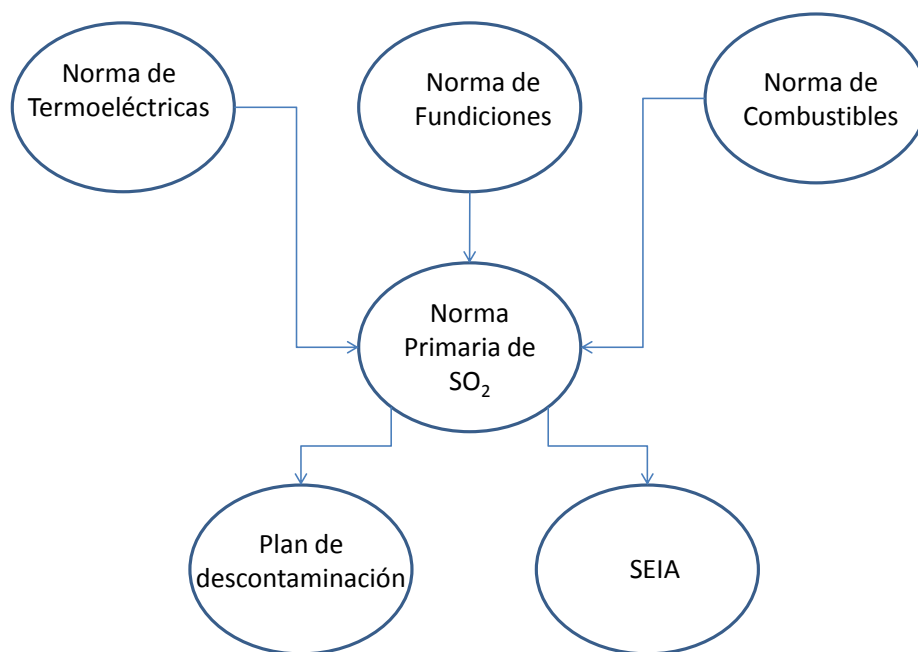 Norma de
Termoeléctricas
Norma de
Fundiciones
Norma de
Combustibles
Norma
Primaria de
SO₂
Plan de
descontaminación
SEIA